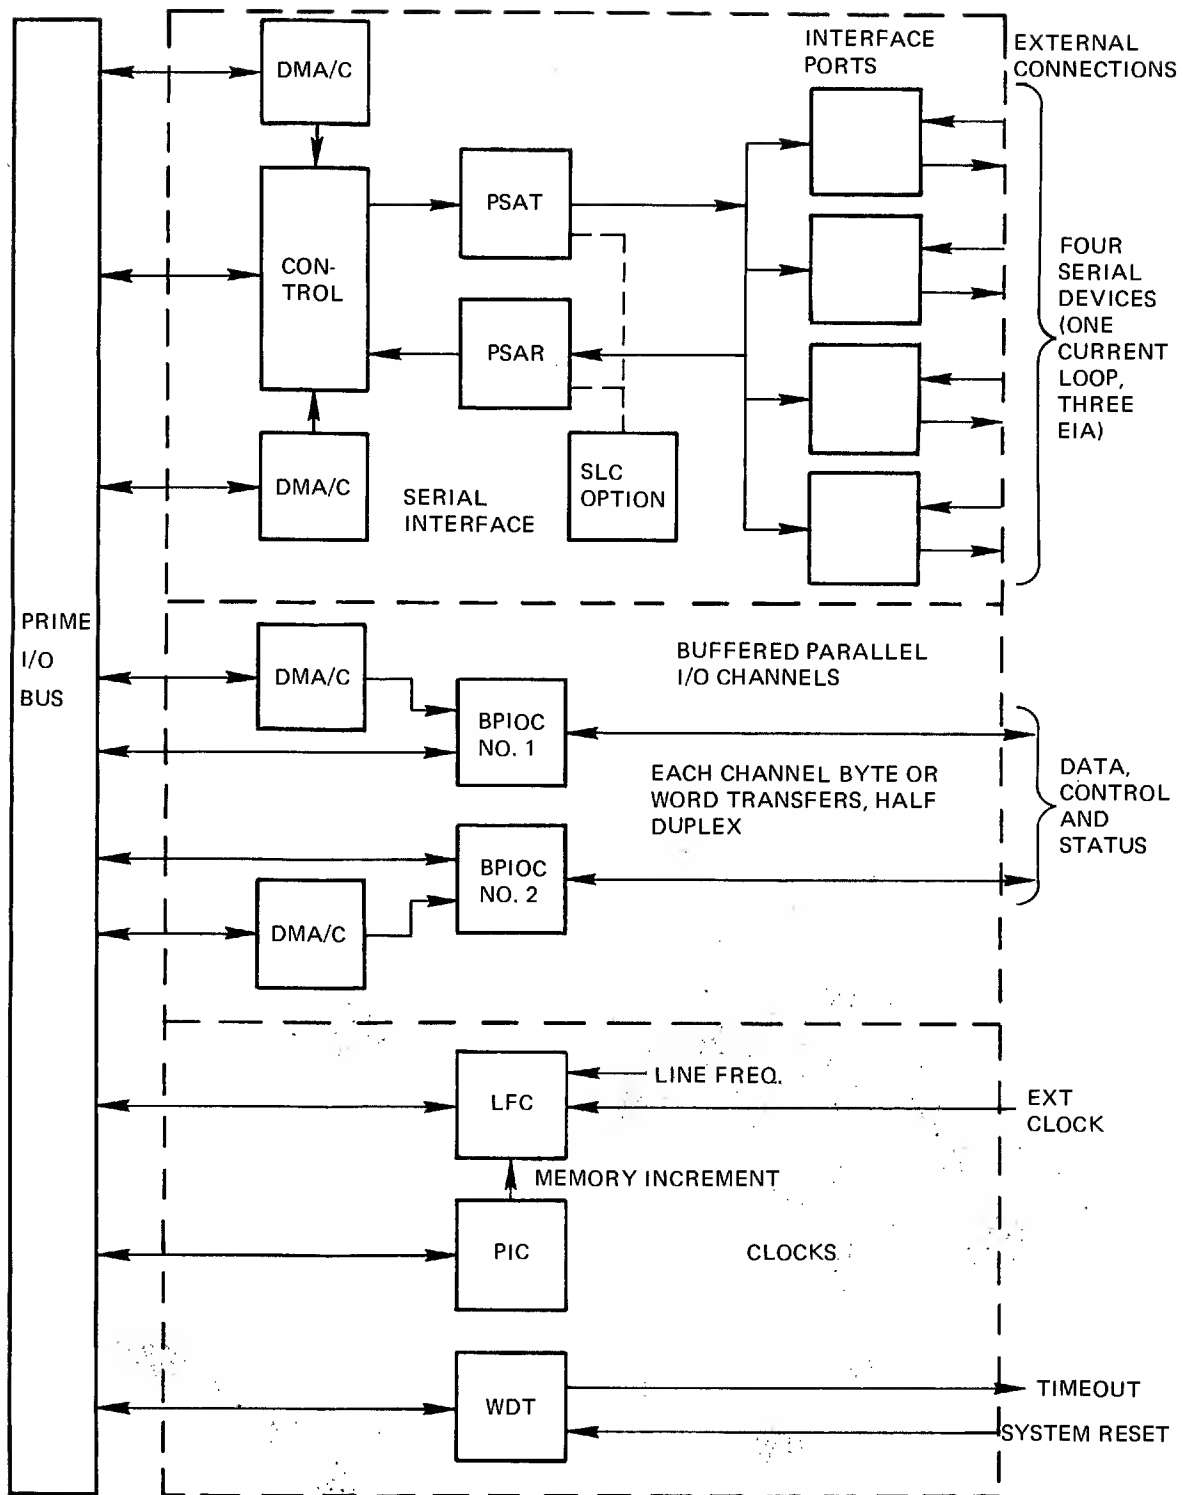 PRIME
I/O
BUS
DMA/C
CON-
TROL
DMA/C
PSAT
PSAR
SLC
OPTION
SERIAL
INTERFACE
INTERFACE
PORTS
EXTERNAL
CONNECTIONS
FOUR
SERIAL
DEVICES
(ONE
CURRENT
LOOP,
THREE
EIA)
DMA/C
BPIOC
NO. 1
BUFFERED PARALLEL
I/O CHANNELS
EACH CHANNEL BYTE OR
WORD TRANSFERS, HALF
DUPLEX
BPIOC
NO. 2
DMA/C
DATA,
CONTROL
AND
STATUS
LFC
LINE FREQ.
EXT
CLOCK
MEMORY INCREMENT
PIC
CLOCKS
WDT
TIMEOUT
SYSTEM RESET